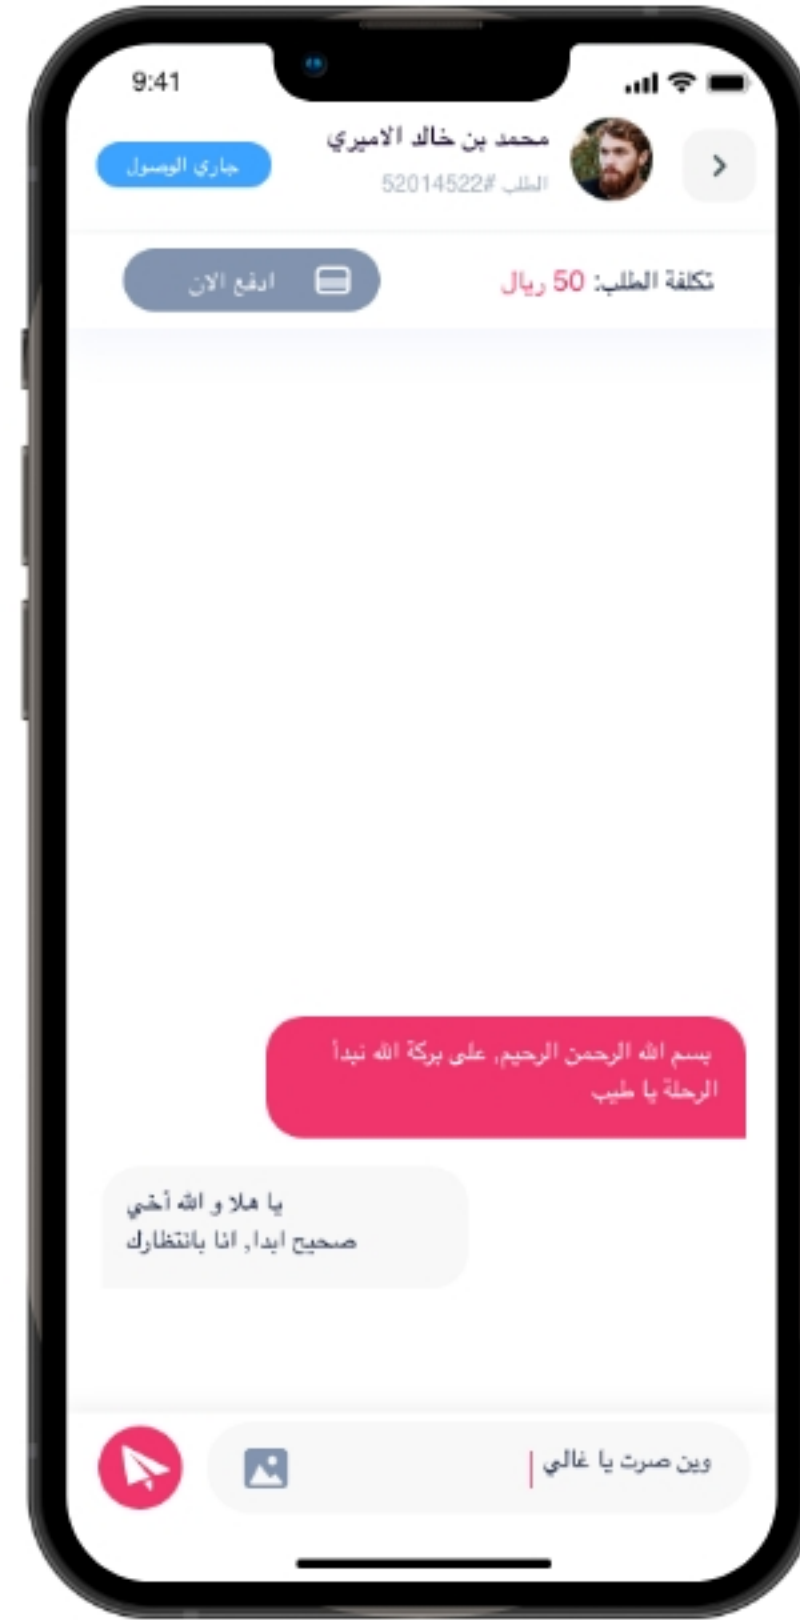 9:41
محمد بن خالد الاميري
الطلب #52014522
جاري الوصول
تكلفة الطلب: 50 ريال
ادفع الان
بسم الله الرحمن الرحيم, على بركة الله نبدأ
الرحلة يا طيب
يا هلا و الله أخي
صحيح ابدا, انا بانتظارك
وين صرت يا غالي